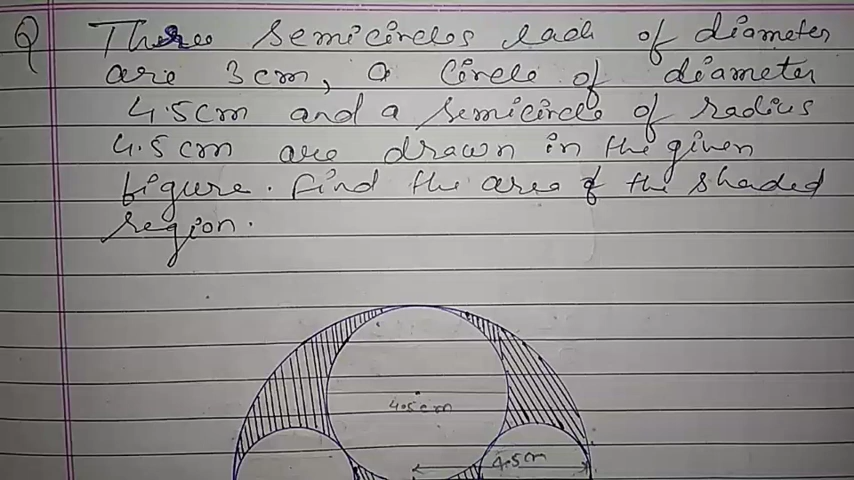 Q Three semicircles each of diameter
are 3cm, a circle of diameter
4.5cm and a semicircle of radius
4.5cm are drawn in the given
figure. Find the area of the shaded
region.
4.5cm
4.5cm